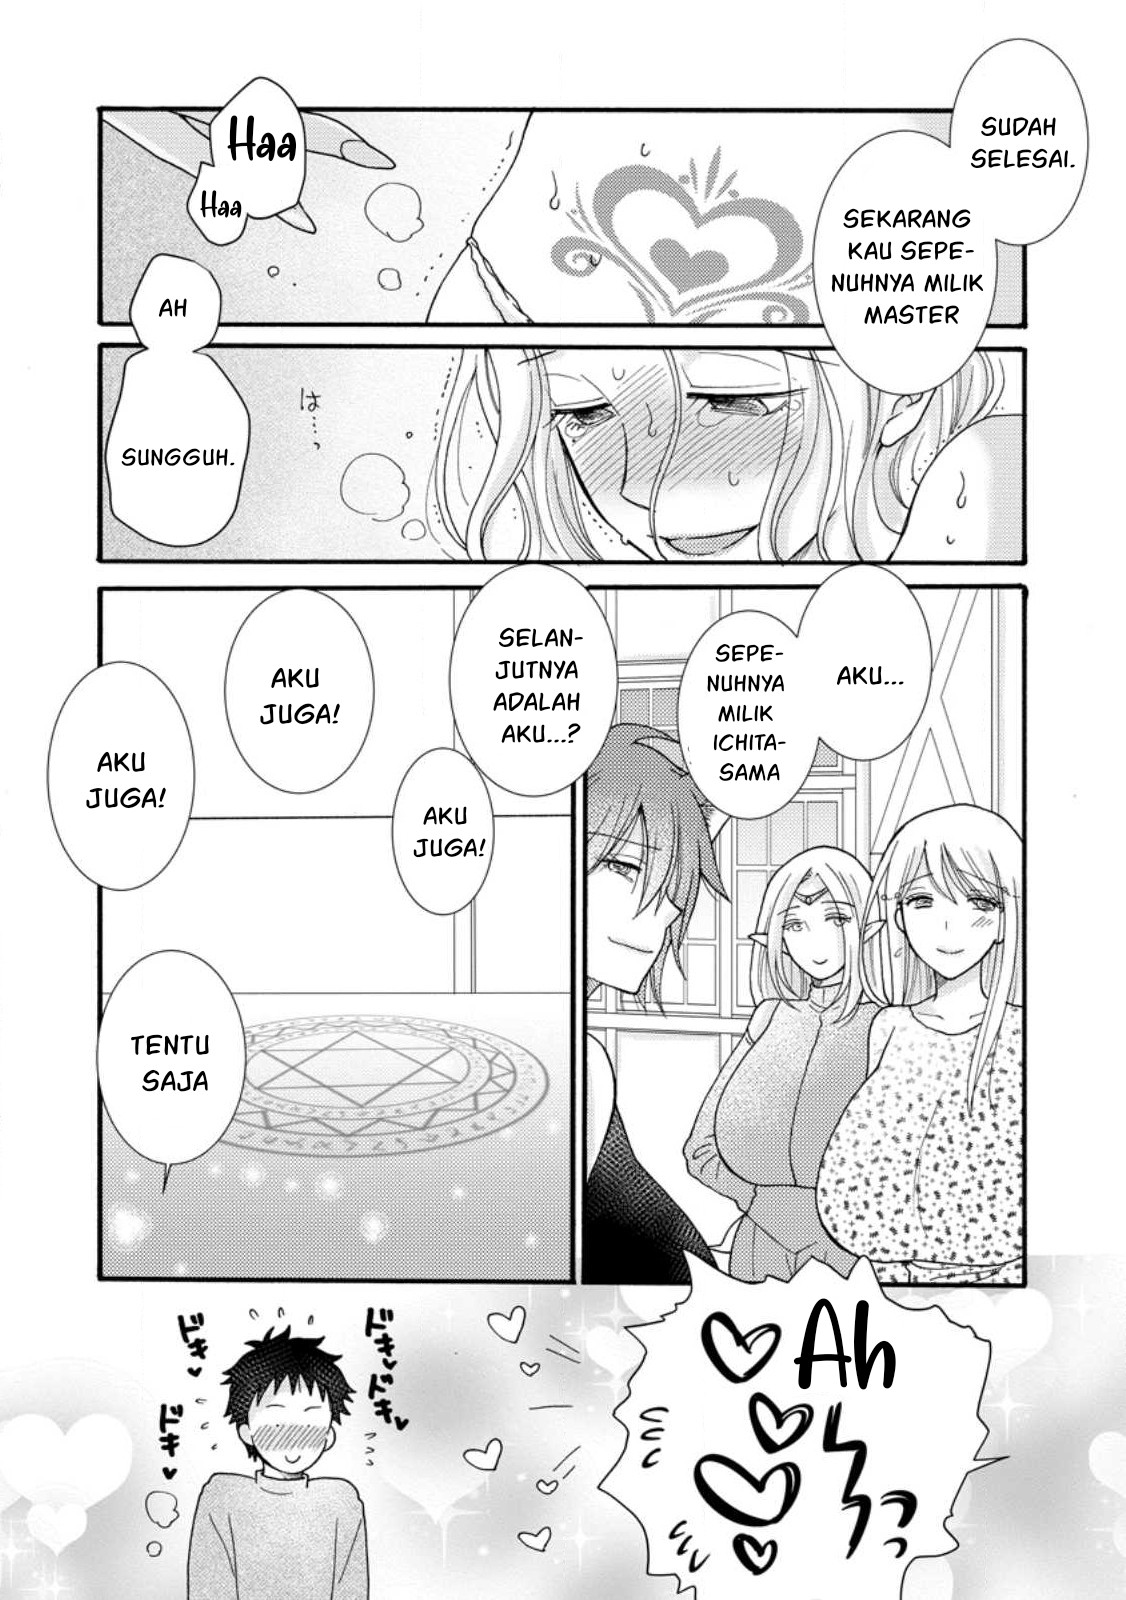 SUDAH
SELESAI.
SEKARANG
KAU SEPE-
NUHNYA MILIK
MASTER
Haa
Haa
AH
SUNGGUH.
は…っ
AKU...
SEPE-
NUHNYA
MILIK
ICHITA-
SAMA
SELAN-
JUTNYA
ADALAH
AKU...?
AKU
JUGA!
AKU
JUGA!
AKU
JUGA!
TENTU
SAJA
Ah
ドキ
ドキ
ドキ
ドキ